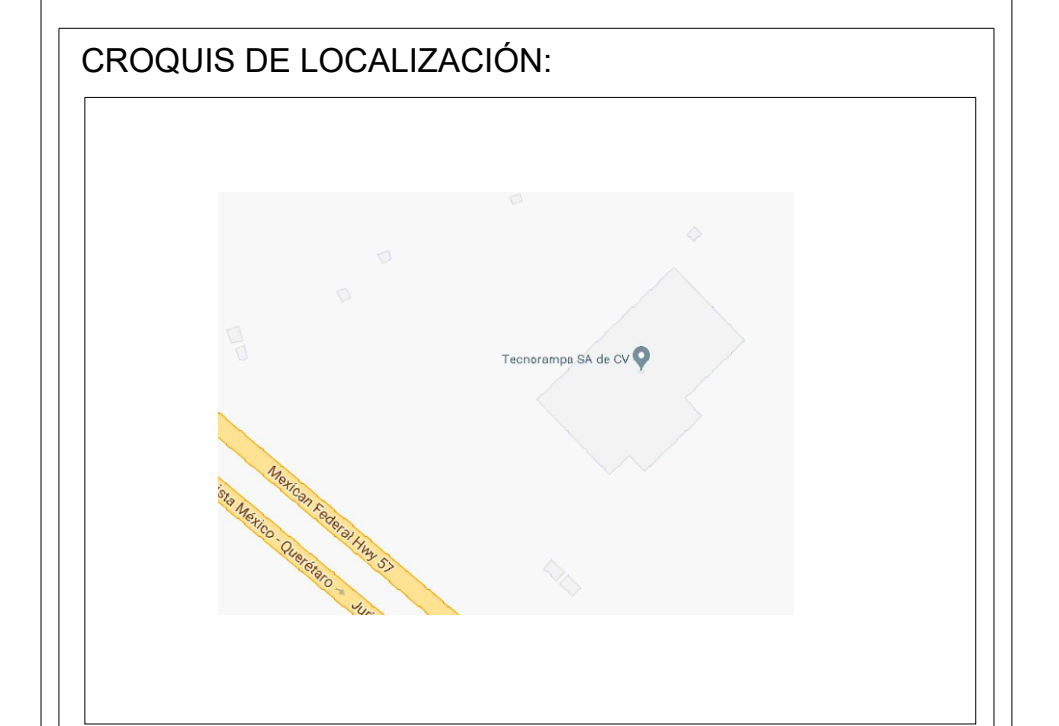 CROQUIS DE LOCALIZACIÓN:
Tecnorampa SA de CV
Mexican Federal Hwy 57
ista México - Querétaro